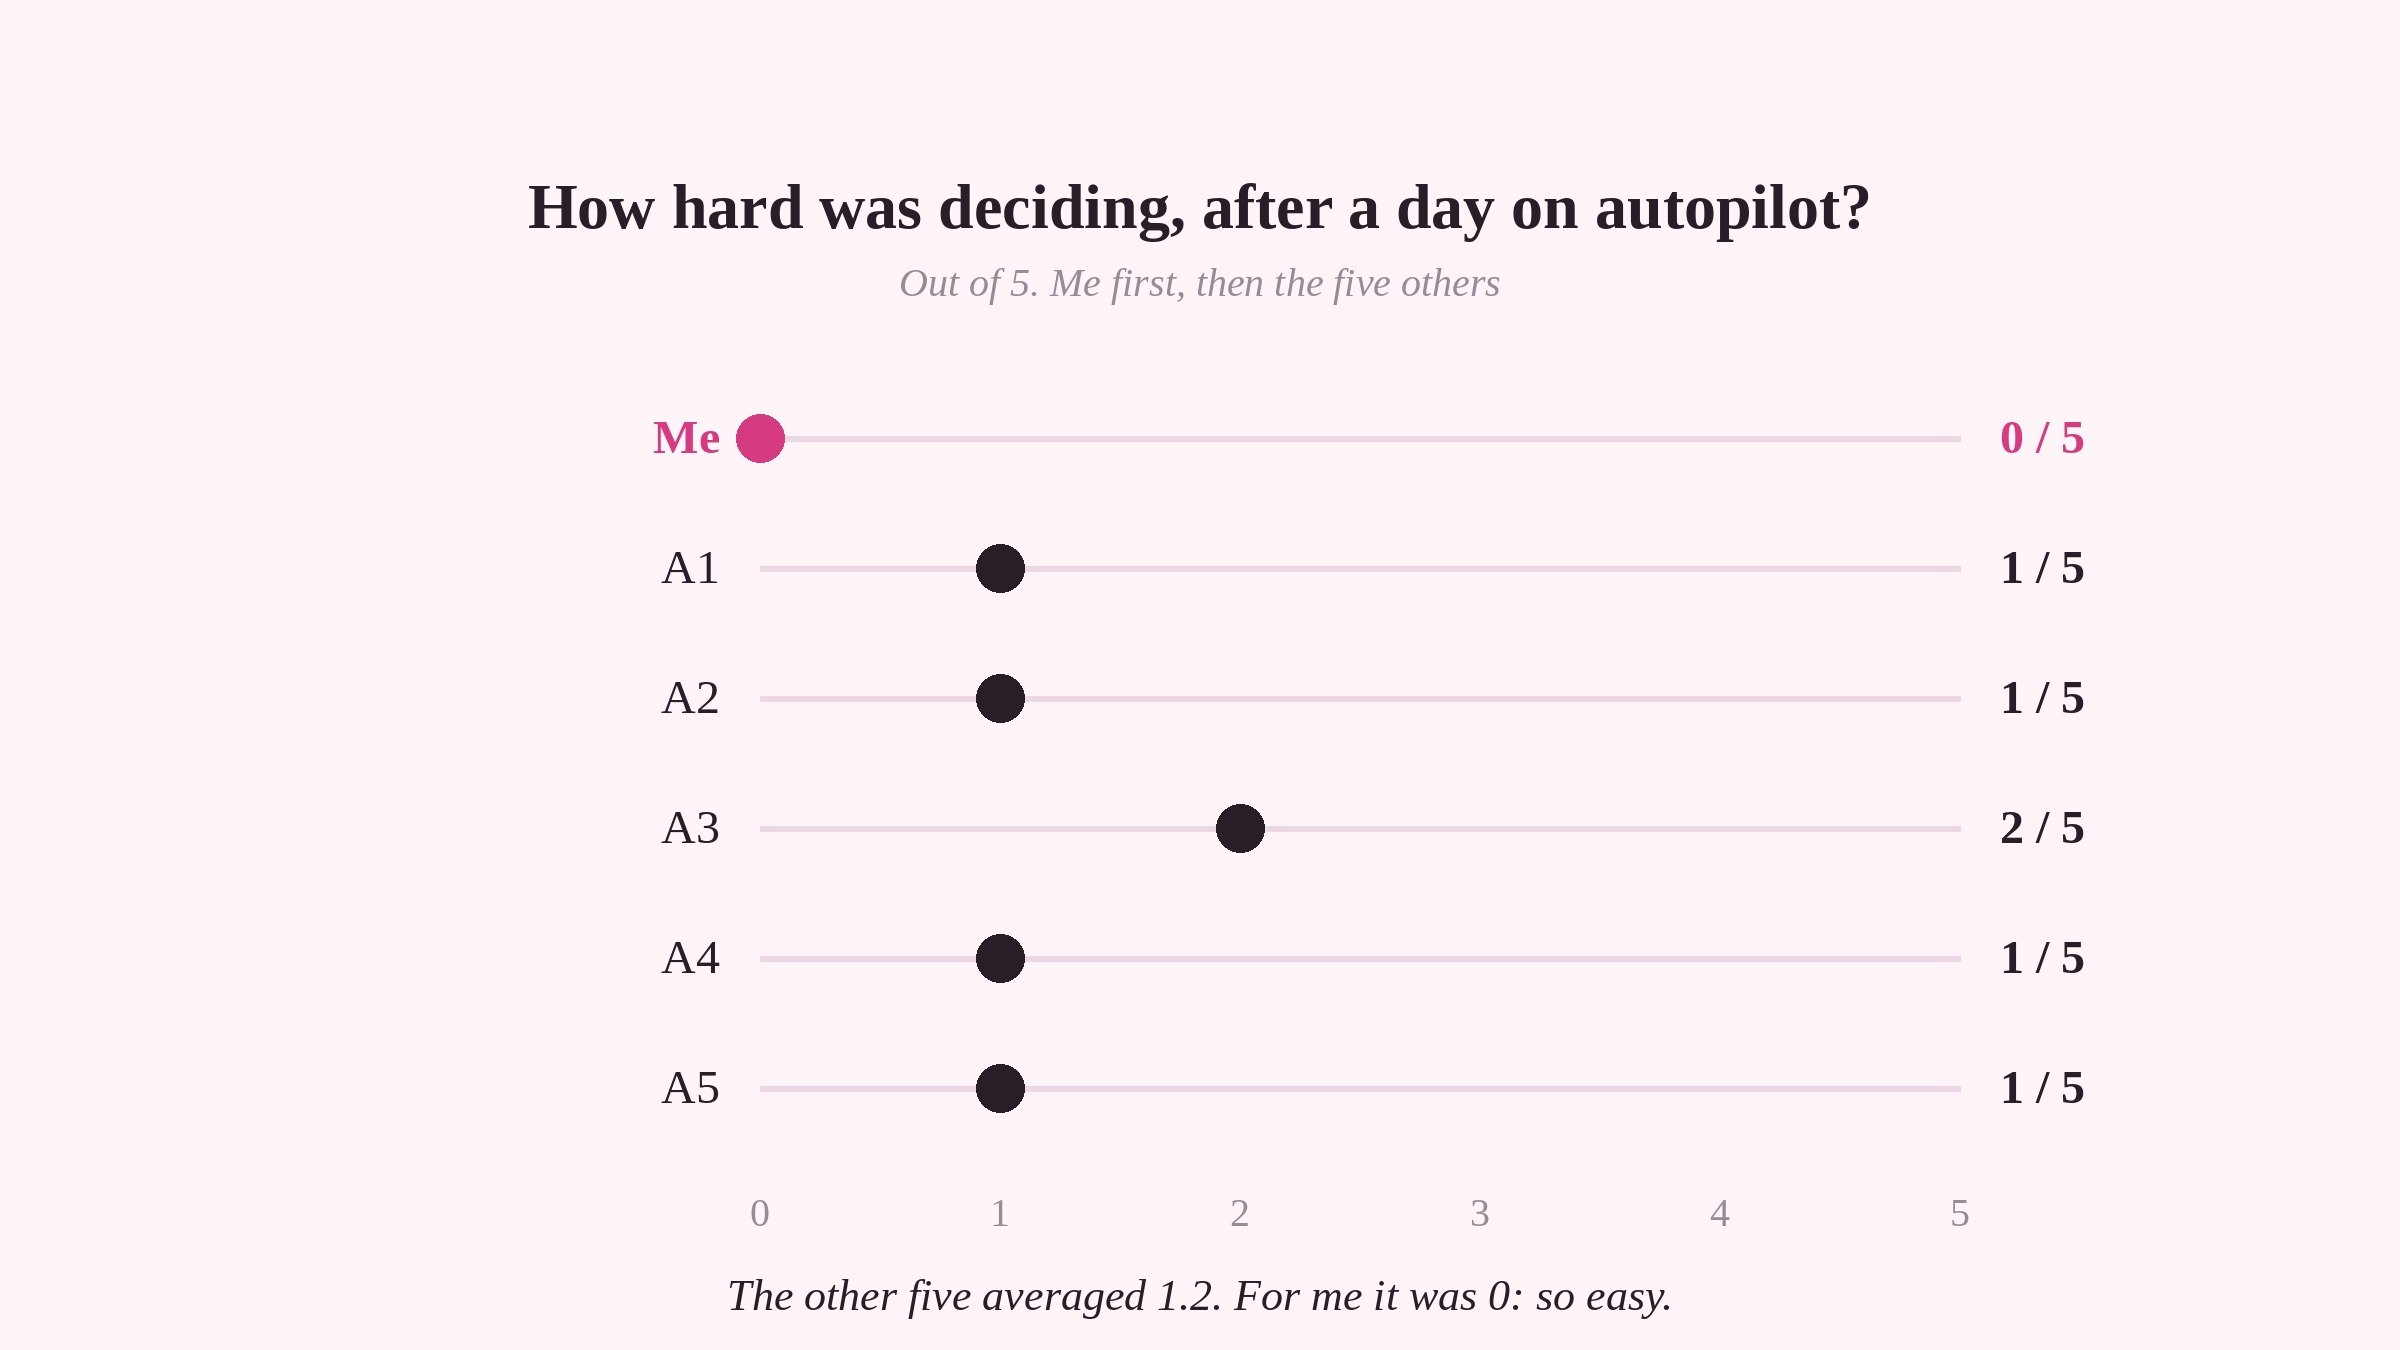 How hard was deciding, after a day on autopilot?
Out of 5. Me first, then the five others
Me 0 / 5
A1 1 / 5
A2 1 / 5
A3 2 / 5
A4 1 / 5
A5 1 / 5
0 1 2 3 4 5
The other five averaged 1.2. For me it was 0: so easy.